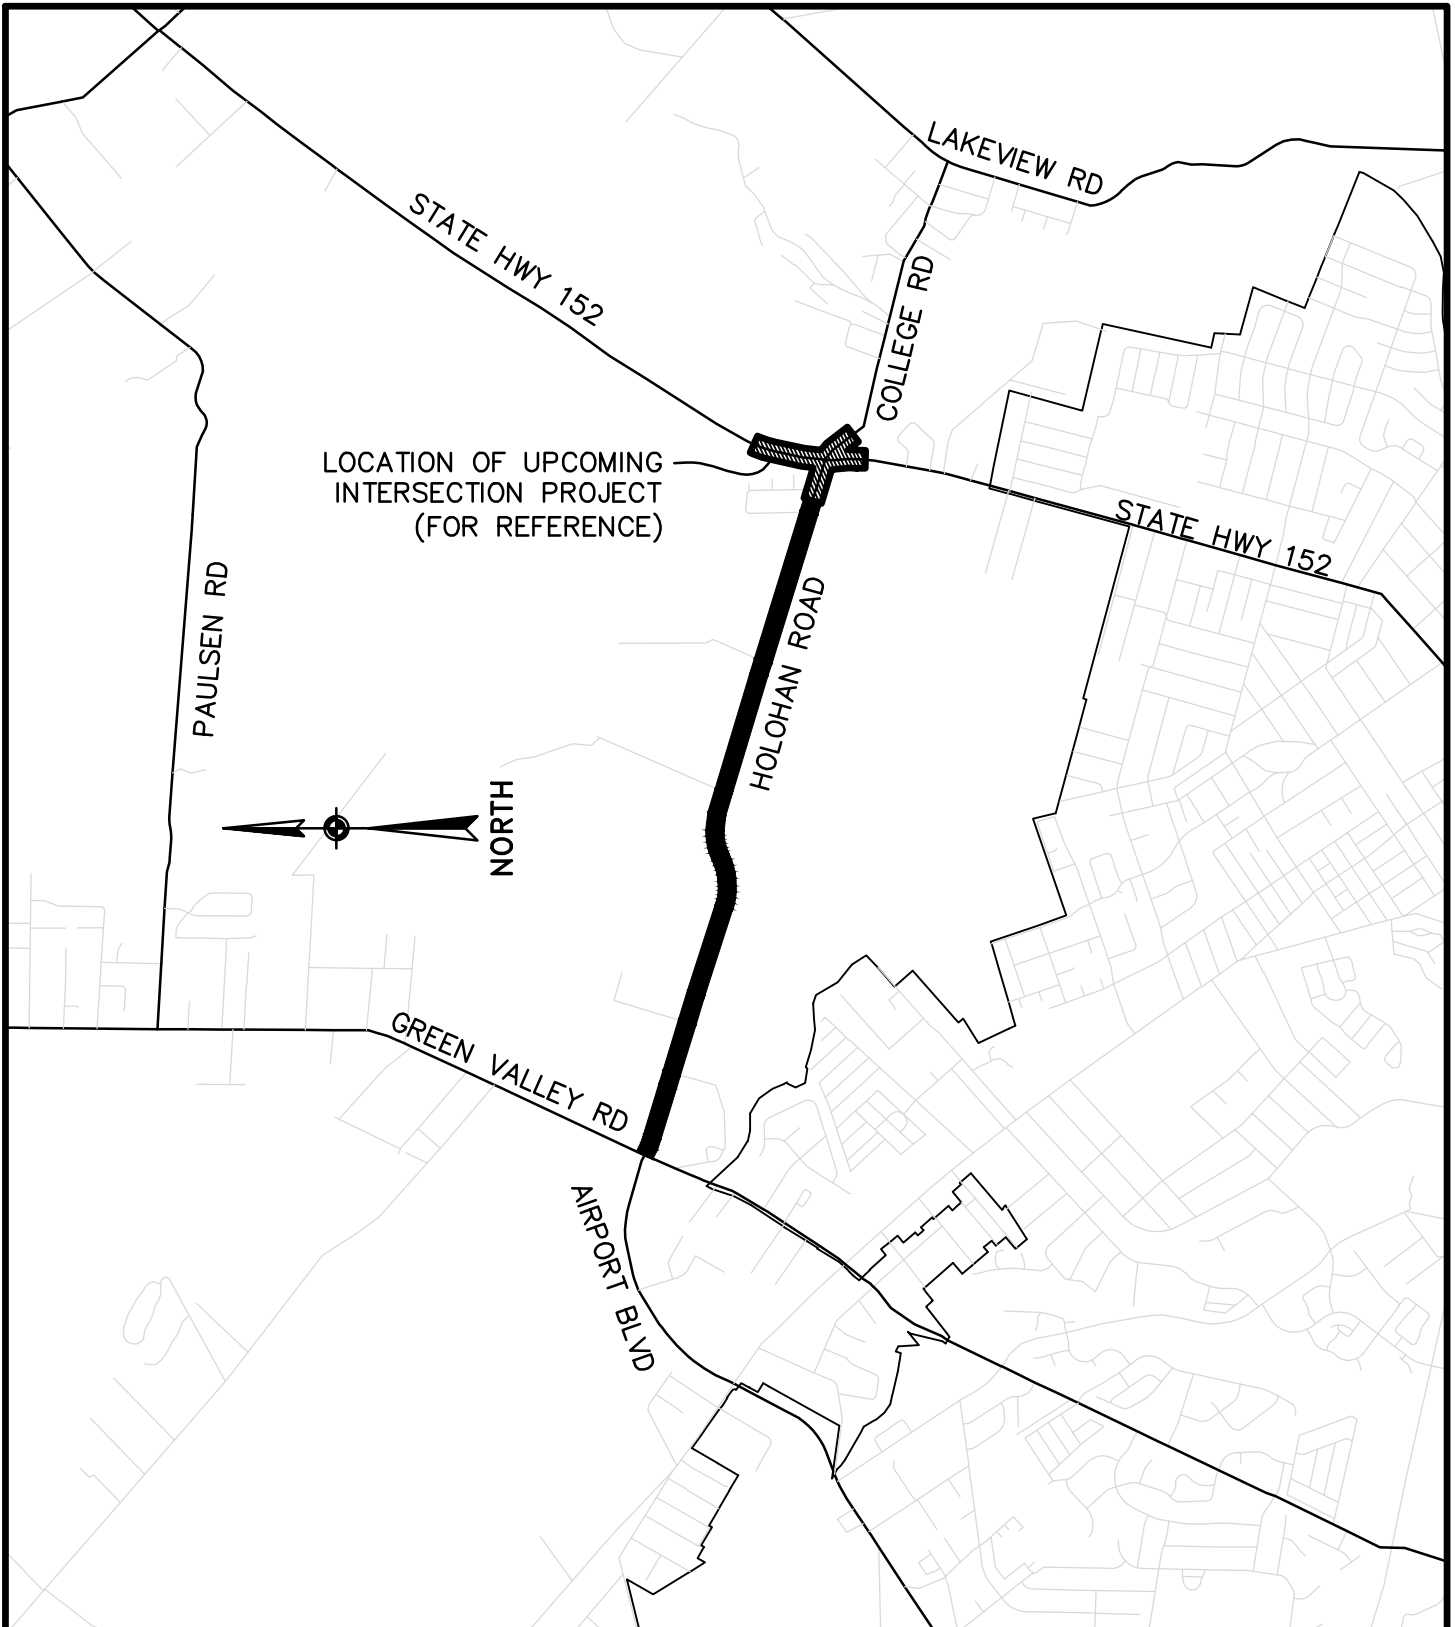 LAKEVIEW RD
STATE HWY 152
COLLEGE RD
LOCATION OF UPCOMING
INTERSECTION PROJECT
(FOR REFERENCE)
STATE HWY 152
PAULSEN RD
HOLOHAN ROAD
NORTH
GREEN VALLEY RD
AIRPORT BLVD